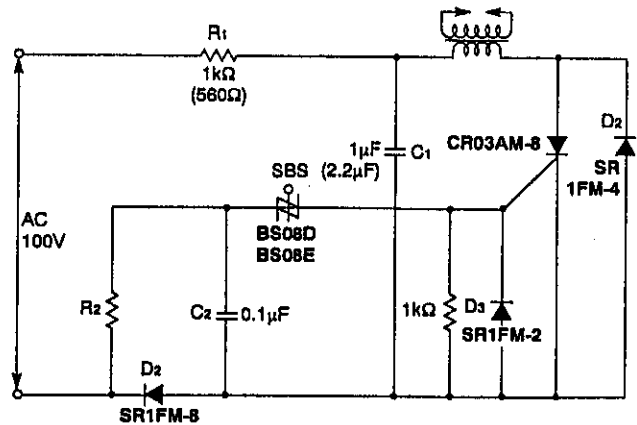 R1
1kΩ
(560Ω)
1μF
(2.2μF)
C1
CR03AM-8
D2
SR
1FM-4
SBS
BS08D
BS08E
AC
100V
R2
C2
0.1μF
1kΩ
D3
SR1FM-2
D2
SR1FM-8